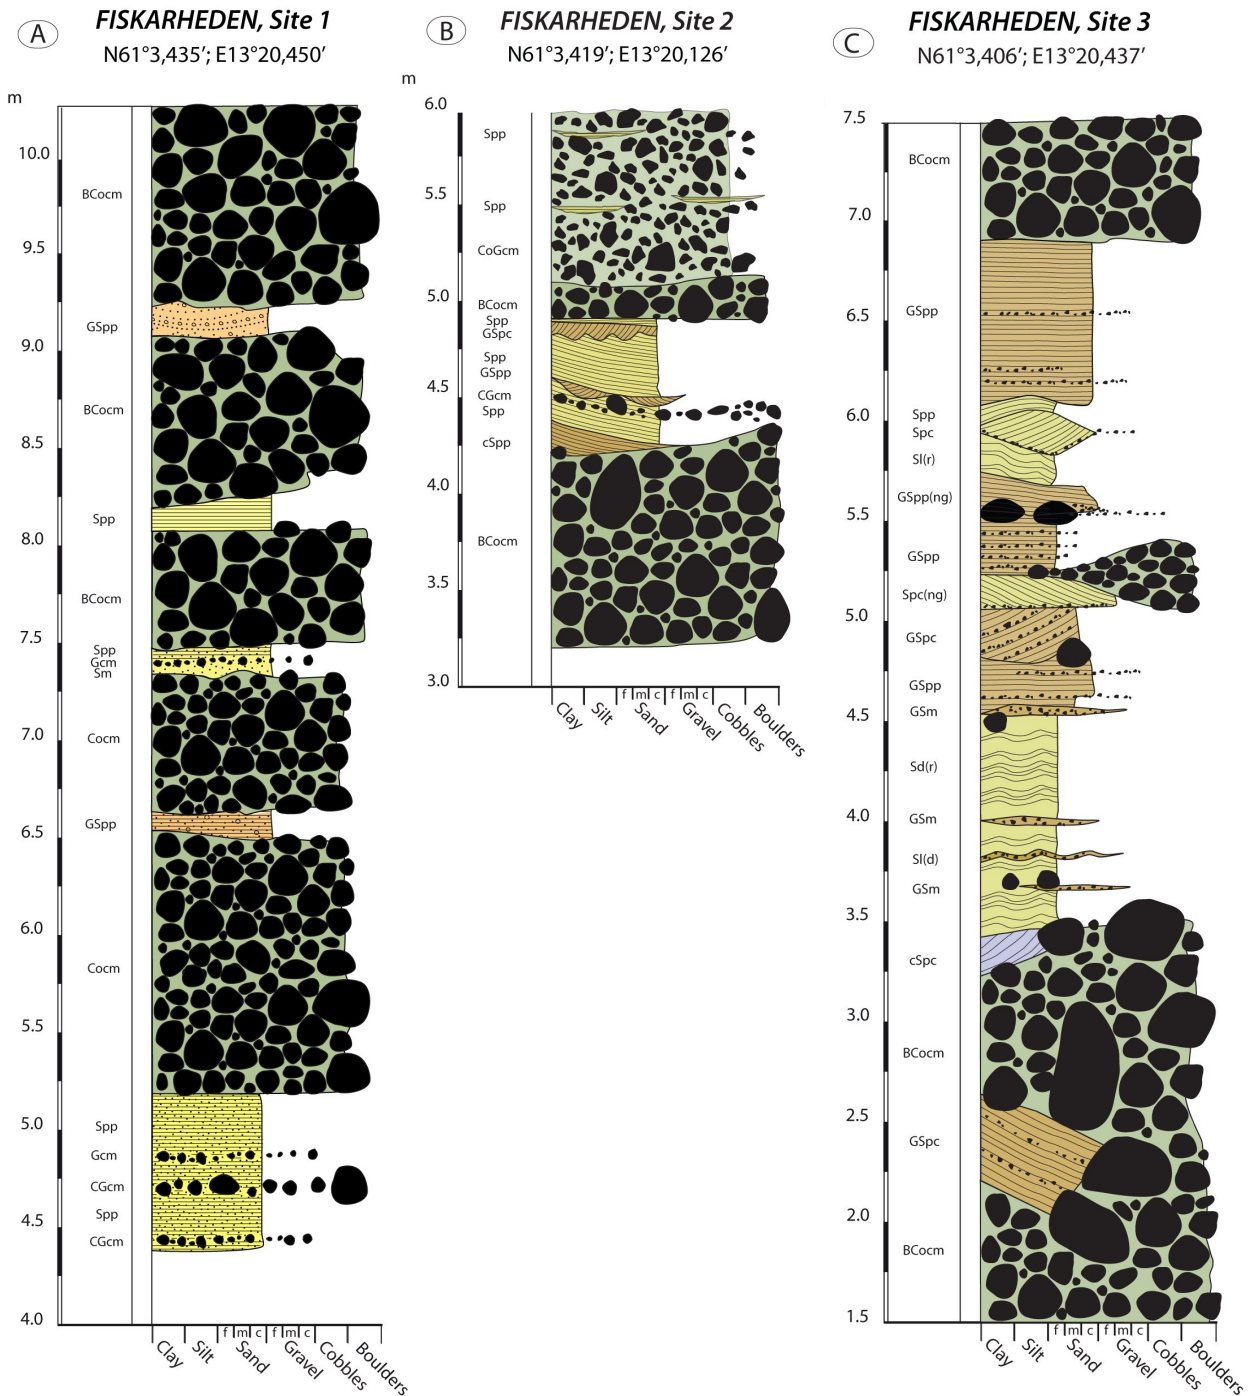 A
FISKARHEDEN, Site 1
N61°3,435′; E13°20,450′
m
10.0
BCocm
9.5
GSpp
9.0
BCocm
8.5
Spp
8.0
BCocm
7.5
Spp
Gcm
Sm
Cocm
7.0
GSpp
6.5
6.0
Cocm
5.5
5.0
Spp
Gcm
CGcm
Spp
4.5
CGcm
4.0
f m c f m c
Clay
Silt
Sand
Gravel
Cobbles
Boulders
B
FISKARHEDEN, Site 2
N61°3,419′; E13°20,126′
m
6.0
Spp
5.5
Spp
CoGcm
5.0
BCocm
Spp
GSpc
Spp
GSpp
4.5
CGcm
Spp
cSpp
4.0
BCocm
3.5
3.0
f m c f m c
Clay
Silt
Sand
Gravel
Cobbles
Boulders
C
FISKARHEDEN, Site 3
N61°3,406′; E13°20,437′
7.5
BCocm
7.0
GSpp
6.5
6.0
Spp
Spc
Sl(r)
GSpp(ng)
5.5
GSpp
Spc(ng)
5.0
GSpc
GSpp
GSm
4.5
Sd(r)
4.0
GSm
Sl(d)
GSm
3.5
cSpc
3.0
BCocm
2.5
GSpc
2.0
BCocm
1.5
f m c f m c
Clay
Silt
Sand
Gravel
Cobbles
Boulders